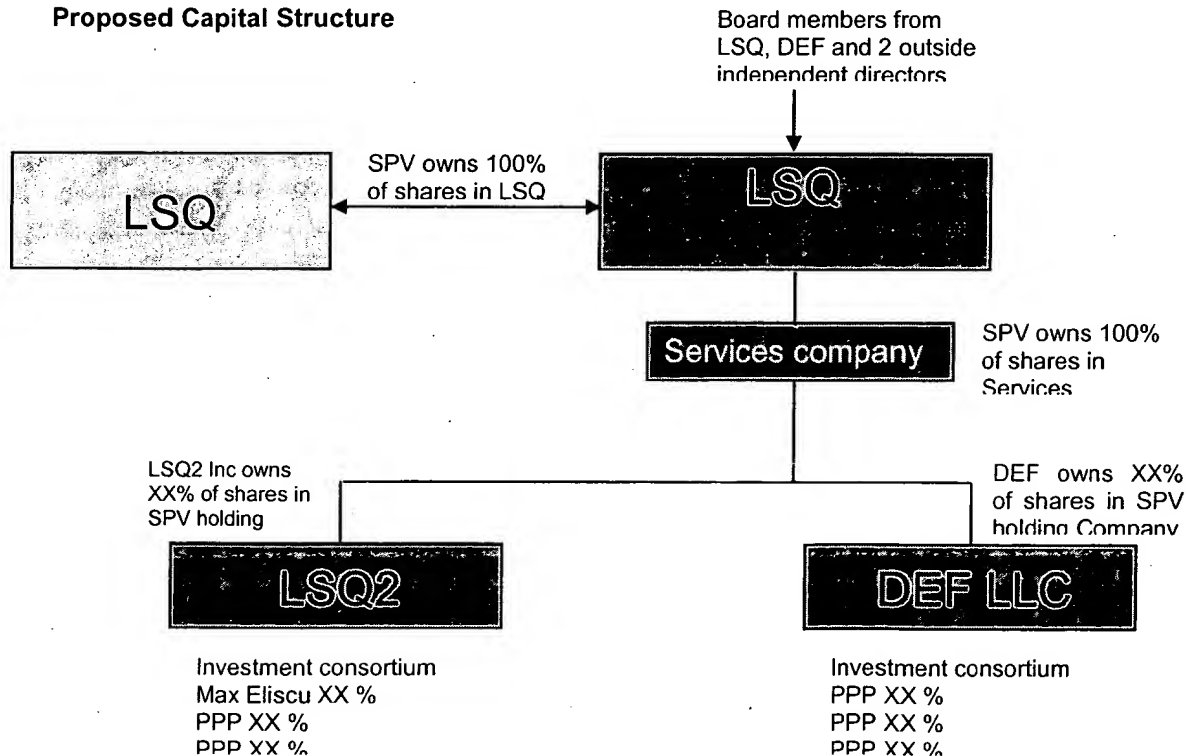 Proposed Capital Structure
Board members from
LSQ, DEF and 2 outside
independent directors
SPV owns 100%
of shares in LSQ
LSQ
LSQ
Services company
SPV owns 100%
of shares in
Services
LSQ2 Inc owns
XX% of shares in
SPV holding
DEF owns XX%
of shares in SPV
holding Company
LSQ2
DEF LLC
Investment consortium
Max Eliscu XX %
PPP XX %
PPP XX %
Investment consortium
PPP XX %
PPP XX %
PPP XX %